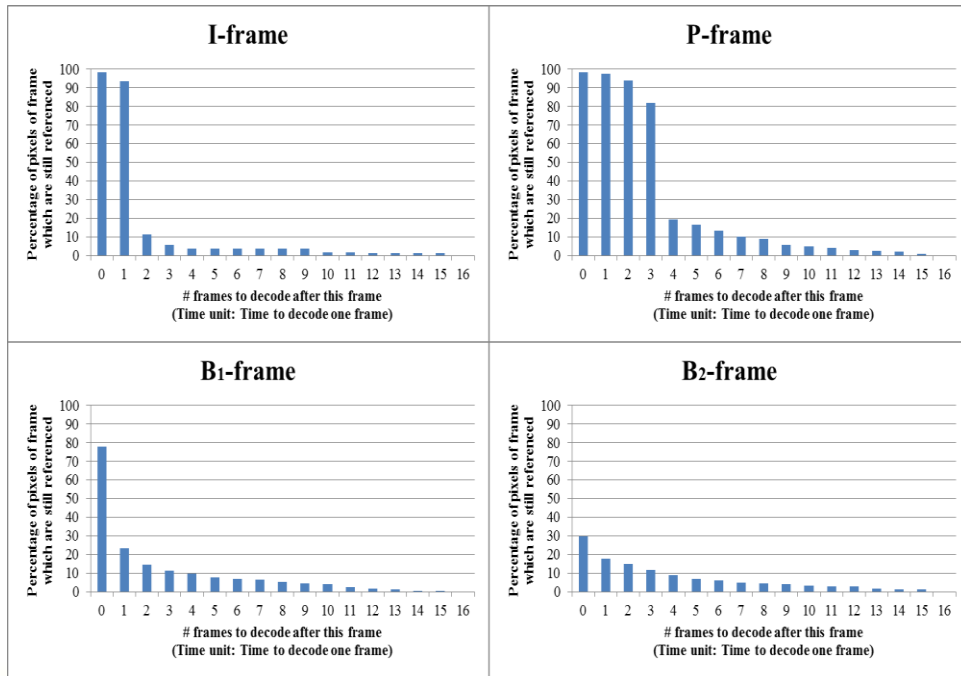 I-frame
Percentage of pixels of frame
which are still referenced
100
90
80
70
60
50
40
30
20
10
0
0 1 2 3 4 5 6 7 8 9 10 11 12 13 14 15 16
# frames to decode after this frame
(Time unit: Time to decode one frame)
P-frame
Percentage of pixels of frame
which are still referenced
100
90
80
70
60
50
40
30
20
10
0
0 1 2 3 4 5 6 7 8 9 10 11 12 13 14 15 16
# frames to decode after this frame
(Time unit: Time to decode one frame)
B1-frame
Percentage of pixels of frame
which are still referenced
100
90
80
70
60
50
40
30
20
10
0
0 1 2 3 4 5 6 7 8 9 10 11 12 13 14 15 16
# frames to decode after this frame
(Time unit: Time to decode one frame)
B2-frame
Percentage of pixels of frame
which are still referenced
100
90
80
70
60
50
40
30
20
10
0
0 1 2 3 4 5 6 7 8 9 10 11 12 13 14 15 16
# frames to decode after this frame
(Time unit: Time to decode one frame)